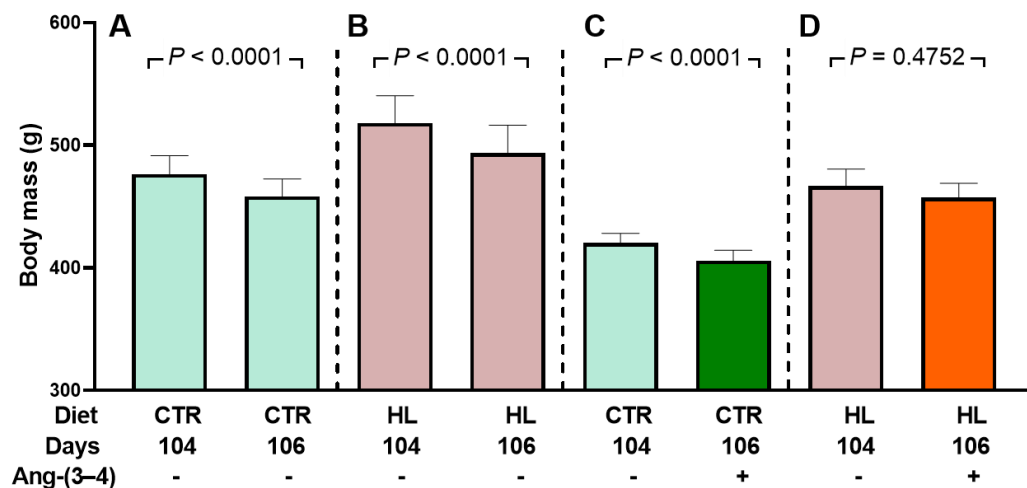 A B C D
P < 0.0001 P < 0.0001 P < 0.0001 P = 0.4752
Body mass (g)
600
500
400
300
Diet CTR CTR HL HL CTR CTR HL HL
Days 104 106 104 106 104 106 104 106
Ang-(3–4) - - - - - + - +